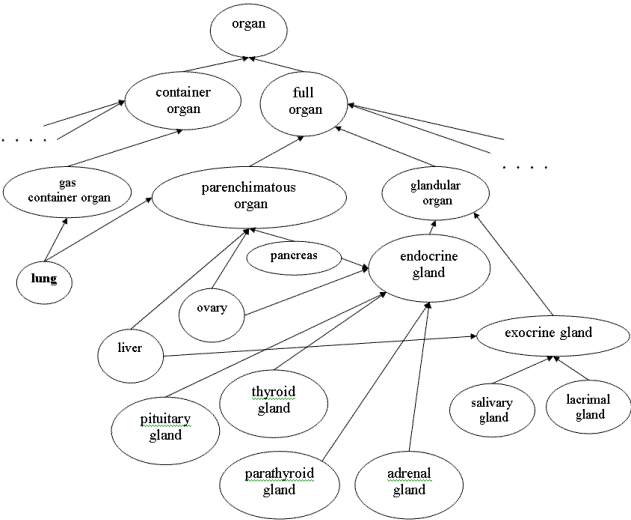 organ
container
organ
full
organ
. . . .
. . . .
gas
container organ
parenchimatous
organ
glandular
organ
pancreas
endocrine
gland
lung
ovary
liver
exocrine gland
thyroid
gland
salivary
gland
lacrimal
gland
pituitary
gland
parathyroid
gland
adrenal
gland